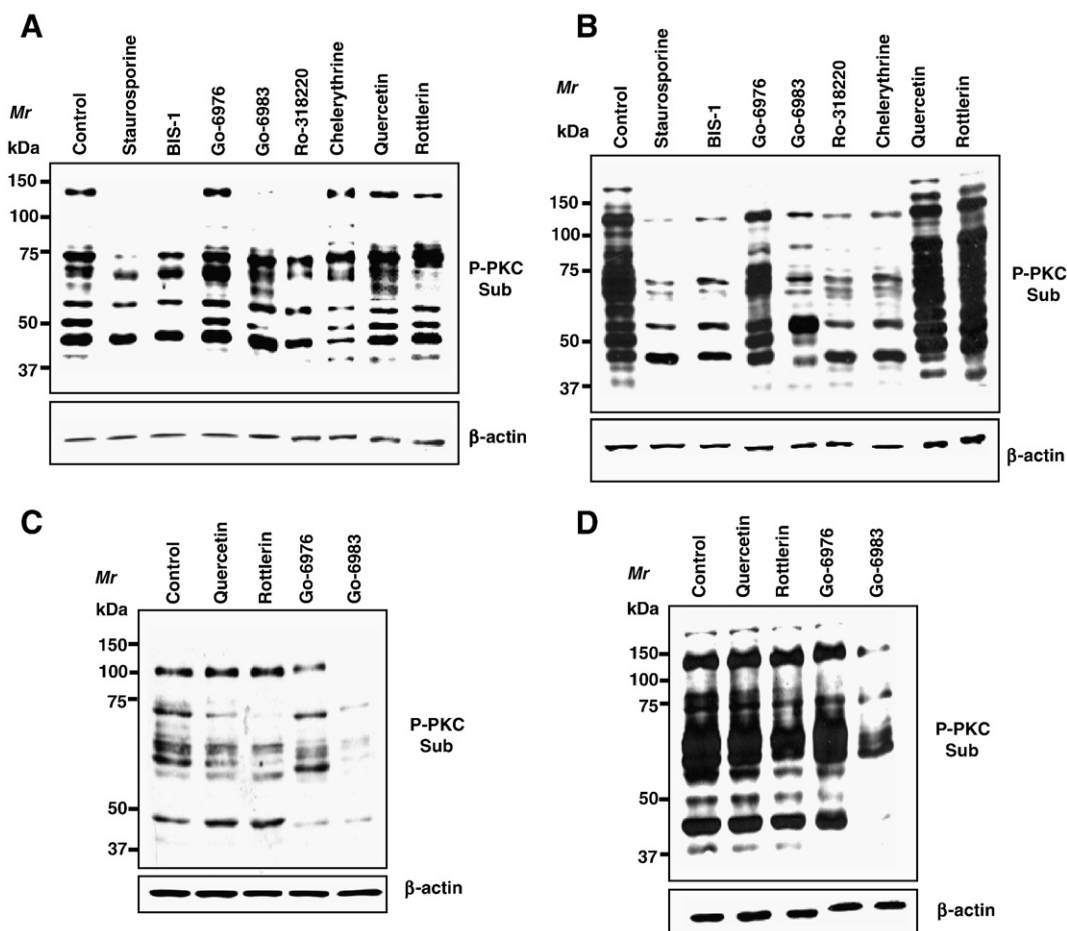 A
Mr
kDa
Control
Staurosporine
BIS-1
Go-6976
Go-6983
Ro-318220
Chelerythrine
Quercetin
Rottlerin
150
100
75
50
37
P-PKC
Sub
β-actin
B
Mr
kDa
Control
Staurosporine
BIS-1
Go-6976
Go-6983
Ro-318220
Chelerythrine
Quercetin
Rottlerin
150
100
75
50
37
P-PKC
Sub
β-actin
C
Mr
kDa
Control
Quercetin
Rottlerin
Go-6976
Go-6983
150
100
75
50
37
P-PKC
Sub
β-actin
D
Mr
kDa
Control
Quercetin
Rottlerin
Go-6976
Go-6983
150
100
75
50
37
P-PKC
Sub
β-actin